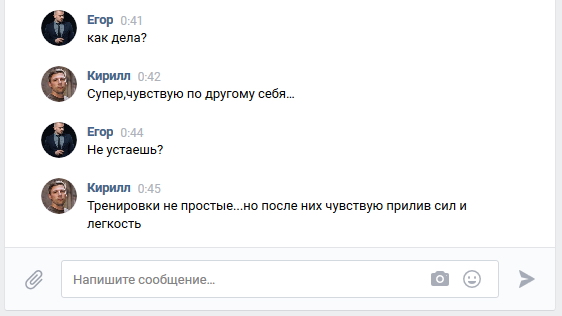 Егор 0:41
как дела?
Кирилл 0:42
Супер,чувствую по другому себя...
Егор 0:44
Не устаешь?
Кирилл 0:45
Тренировки не простые...но после них чувствую прилив сил и
легкость
Напишите сообщение...